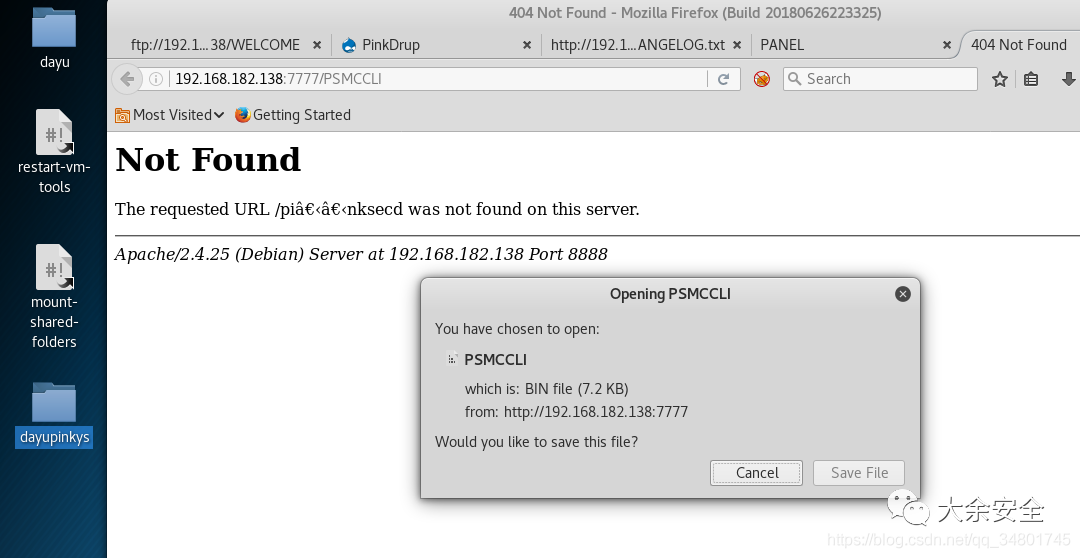 dayu
restart-vm-
tools
mount-
shared-
folders
dayupinkys
404 Not Found - Mozilla Firefox (Build 20180626223325)
ftp://192.1...38/WELCOME
PinkDrup
http://192.1...ANGELOG.txt
PANEL
404 Not Found
192.168.182.138:7777/PSMCCLI
Search
Most Visited
Getting Started
Not Found
The requested URL /piâ€‹â€‹nksecd was not found on this server.
Apache/2.4.25 (Debian) Server at 192.168.182.138 Port 8888
Opening PSMCCLI
You have chosen to open:
PSMCCLI
which is: BIN file (7.2 KB)
from: http://192.168.182.138:7777
Would you like to save this file?
Cancel
Save File
大余安全
https://blog.csdn.net/qq_34801745